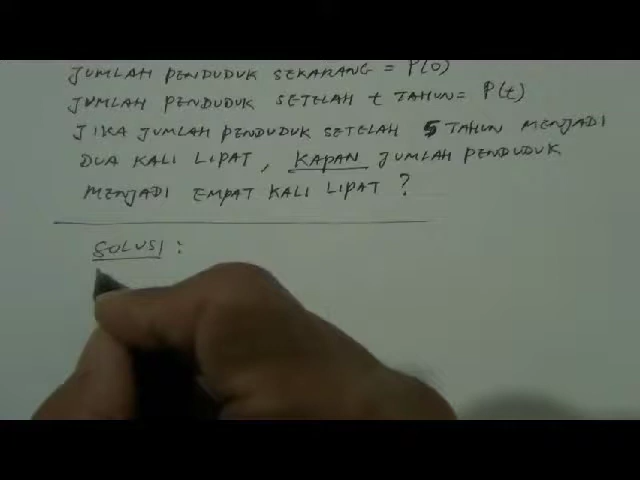 JUMLAH PENDUDUK SEKARANG = P(0)
JUMLAH PENDUDUK SETELAH t TAHUN = P(t)
JIKA JUMLAH PENDUDUK SETELAH 5 TAHUN MENJADI
DUA KALI LIPAT, KAPAN JUMLAH PENDUDUK
MENJADI EMPAT KALI LIPAT ?
SOLUSI :